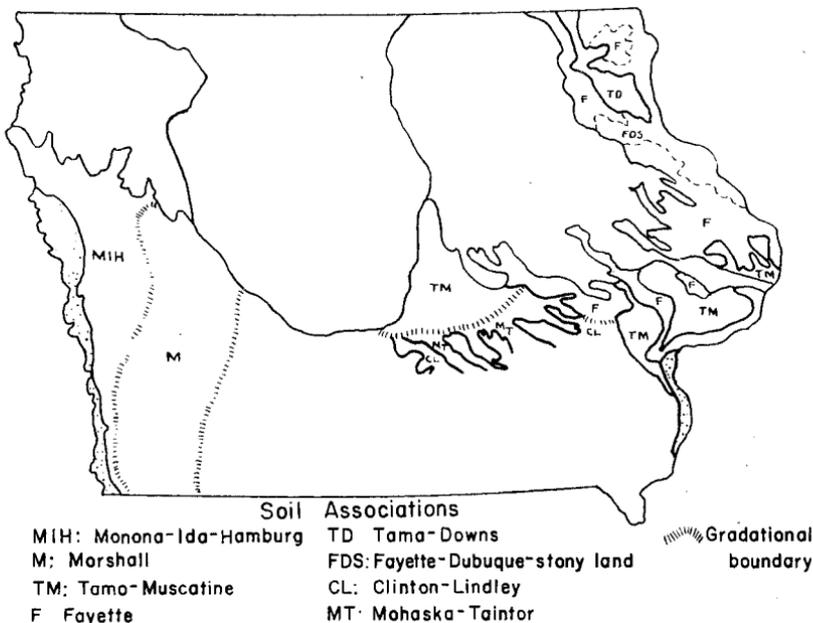 F
F
TD
FDS
F
MIH
TM
TM
F
F
TM
F
MT
CL
TM
M
MT
CL
Soil Associations
MIH: Monona-Ida-Hamburg
M: Morshall
TM: Tamo-Muscatine
F Fayette
TD Tama-Downs
FDS: Fayette-Dubuque-stony land
CL: Clinton-Lindley
MT· Mohaska-Taintor
Gradational
boundary